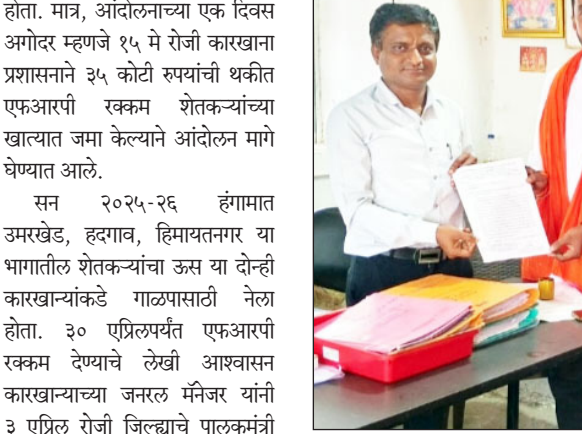 होता. मात्र, आंदोलनाच्या एक दिवस
अगोदर म्हणजे १५ मे रोजी कारखाना
प्रशासनाने ३५ कोटी रुपयांची थकीत
एफआरपी रक्कम शेतकऱ्यांच्या
खात्यात जमा केल्याने आंदोलन मागे
घेण्यात आले.
सन २०२५-२६ हंगामात
उमरखेड, हदगाव, हिमायतनगर या
भागातील शेतकऱ्यांचा ऊस या दोन्ही
कारखान्यांकडे गाळपासाठी नेला
होता. ३० एप्रिलपर्यंत एफआरपी
रक्कम देण्याचे लेखी आश्वासन
कारखान्याच्या जनरल मॅनेजर यांनी
३ एप्रिल रोजी जिल्ह्याचे पालकमंत्री